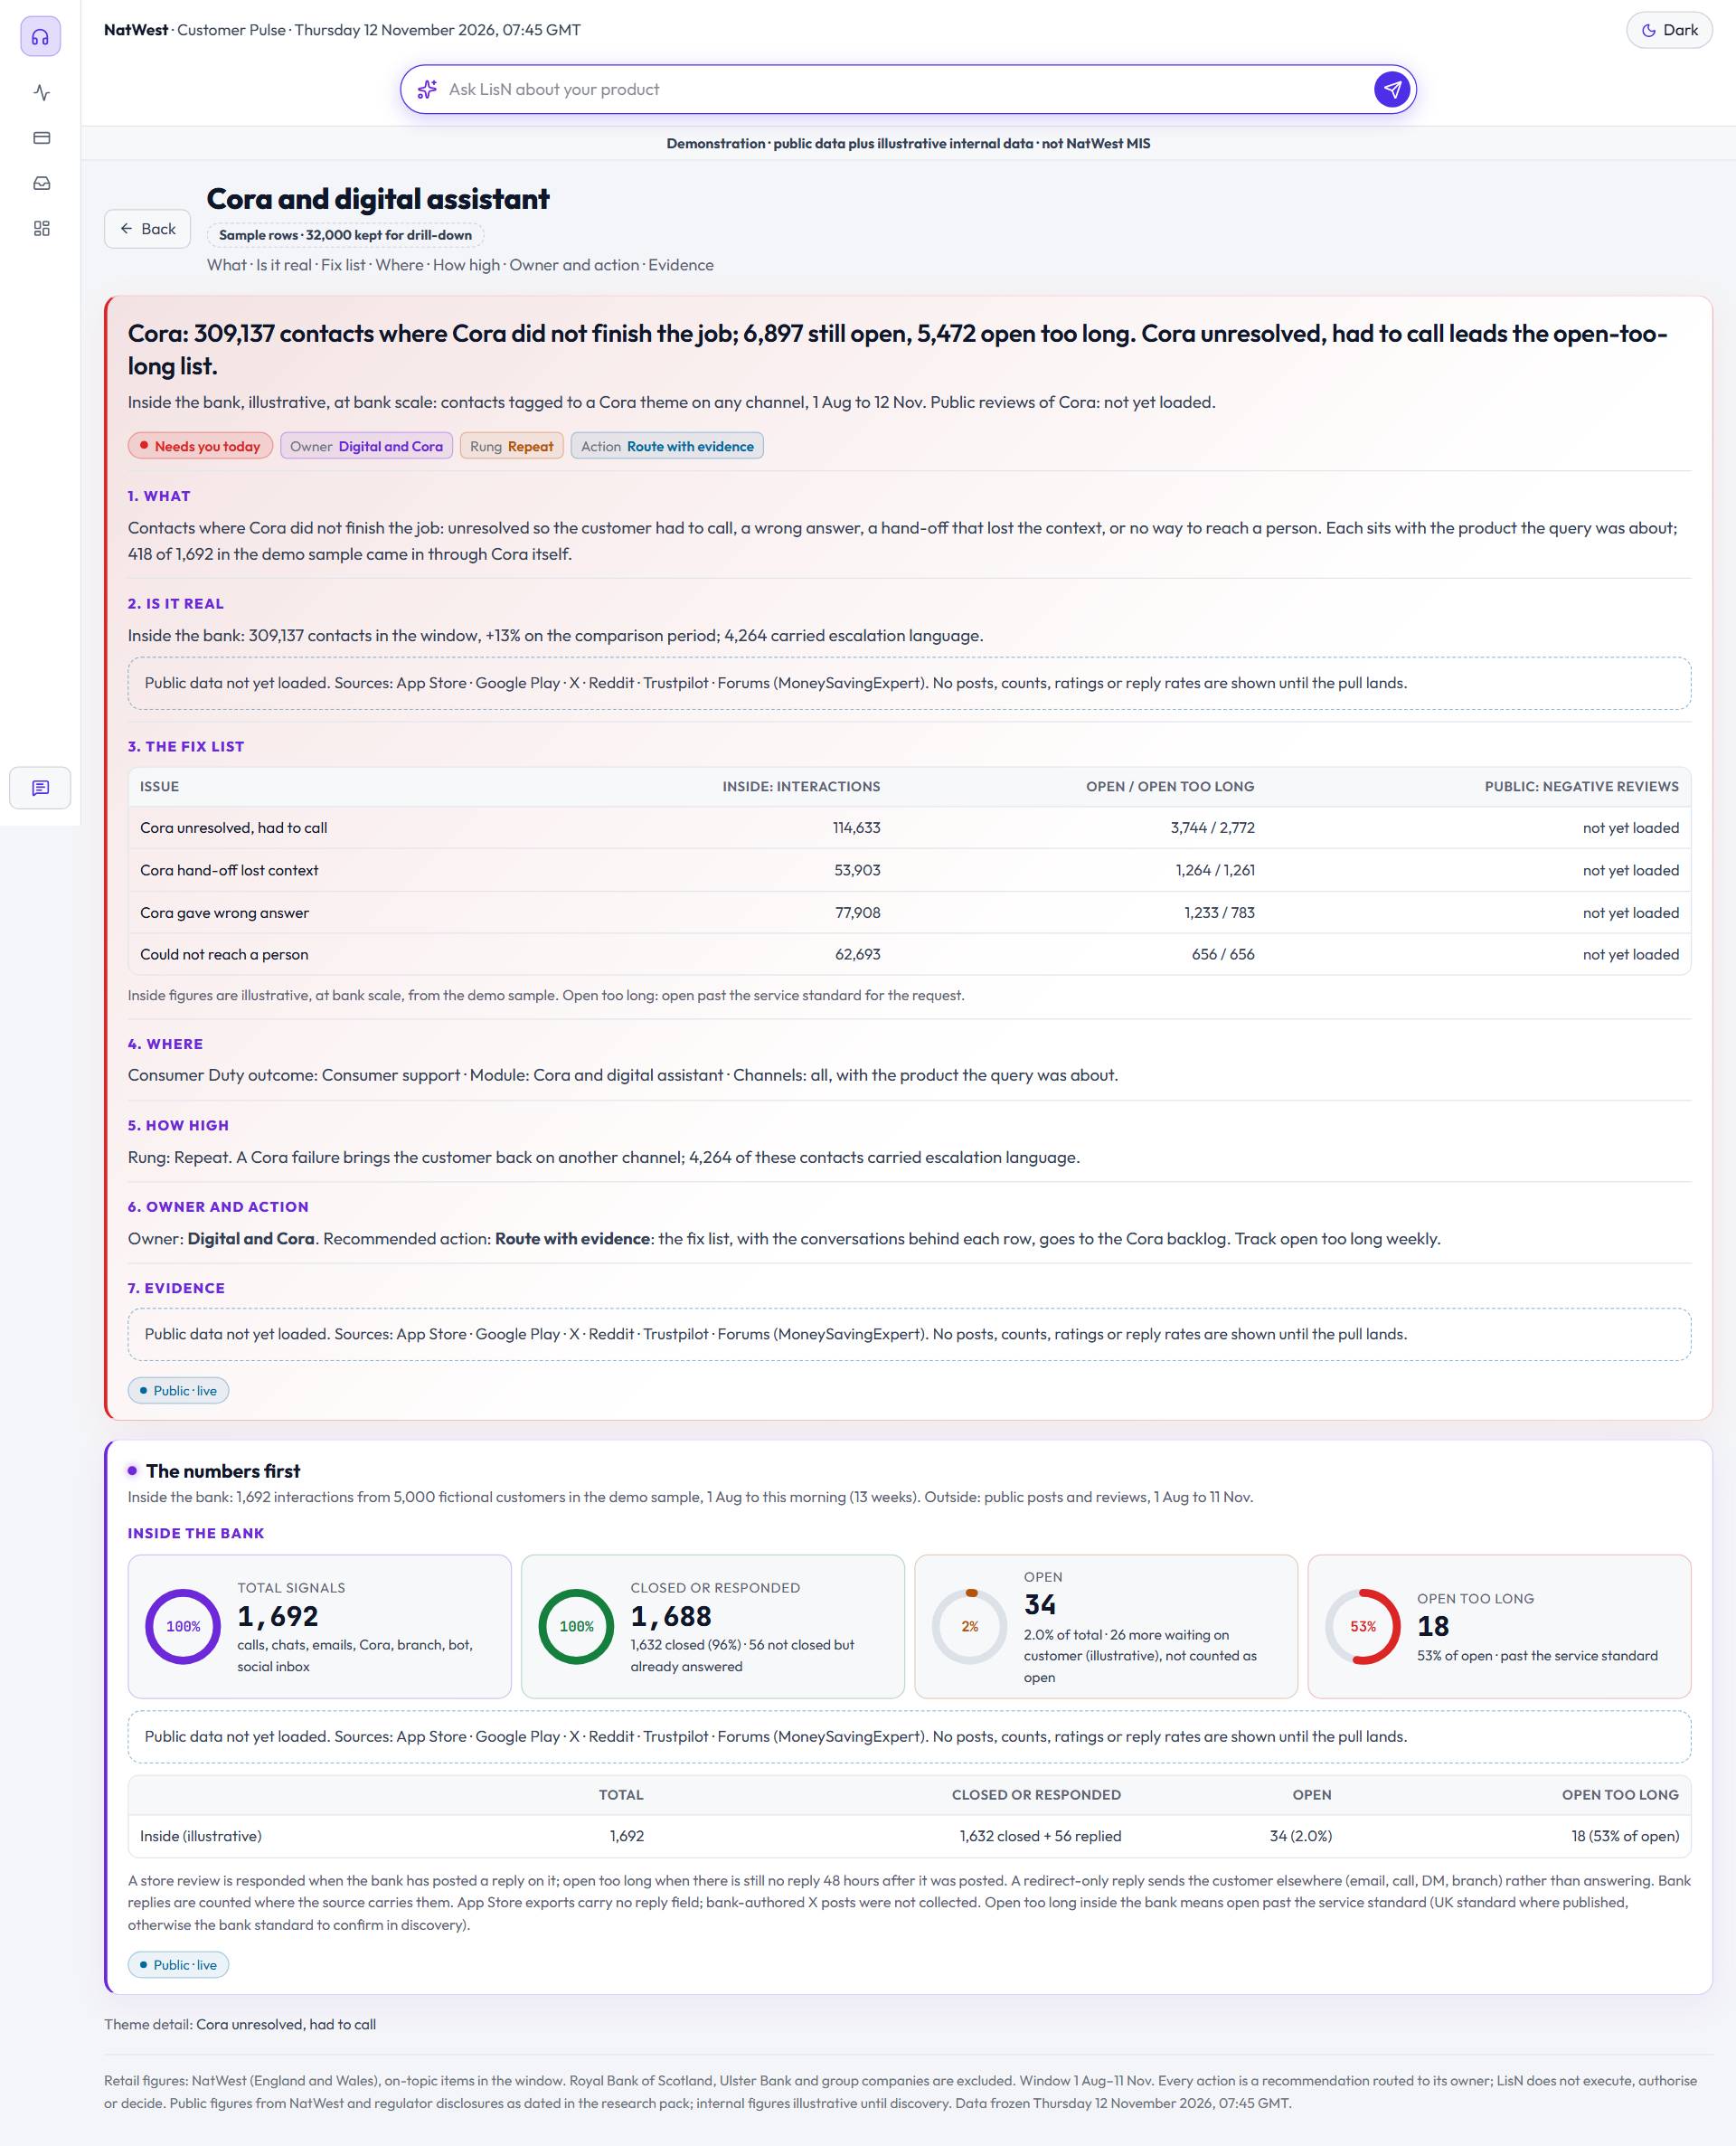 NatWest · Customer Pulse · Thursday 12 November 2026, 07:45 GMT
Dark
Ask LisN about your product
Demonstration · public data plus illustrative internal data · not NatWest MIS
Back
Cora and digital assistant
Sample rows · 32,000 kept for drill-down
What · Is it real · Fix list · Where · How high · Owner and action · Evidence
Cora: 309,137 contacts where Cora did not finish the job; 6,897 still open, 5,472 open too long. Cora unresolved, had to call leads the open-too-
long list.
Inside the bank, illustrative, at bank scale: contacts tagged to a Cora theme on any channel, 1 Aug to 12 Nov. Public reviews of Cora: not yet loaded.
Needs you today
Owner Digital and Cora
Rung Repeat
Action Route with evidence
1. WHAT
Contacts where Cora did not finish the job: unresolved so the customer had to call, a wrong answer, a hand-off that lost the context, or no way to reach a person. Each sits with the product the query was about;
418 of 1,692 in the demo sample came in through Cora itself.
2. IS IT REAL
Inside the bank: 309,137 contacts in the window, +13% on the comparison period; 4,264 carried escalation language.
Public data not yet loaded. Sources: App Store · Google Play · X · Reddit · Trustpilot · Forums (MoneySavingExpert). No posts, counts, ratings or reply rates are shown until the pull lands.
3. THE FIX LIST
ISSUE INSIDE: INTERACTIONS OPEN / OPEN TOO LONG PUBLIC: NEGATIVE REVIEWS
Cora unresolved, had to call 114,633 3,744 / 2,772 not yet loaded
Cora hand-off lost context 53,903 1,264 / 1,261 not yet loaded
Cora gave wrong answer 77,908 1,233 / 783 not yet loaded
Could not reach a person 62,693 656 / 656 not yet loaded
Inside figures are illustrative, at bank scale, from the demo sample. Open too long: open past the service standard for the request.
4. WHERE
Consumer Duty outcome: Consumer support · Module: Cora and digital assistant · Channels: all, with the product the query was about.
5. HOW HIGH
Rung: Repeat. A Cora failure brings the customer back on another channel; 4,264 of these contacts carried escalation language.
6. OWNER AND ACTION
Owner: Digital and Cora. Recommended action: Route with evidence: the fix list, with the conversations behind each row, goes to the Cora backlog. Track open too long weekly.
7. EVIDENCE
Public data not yet loaded. Sources: App Store · Google Play · X · Reddit · Trustpilot · Forums (MoneySavingExpert). No posts, counts, ratings or reply rates are shown until the pull lands.
Public · live
The numbers first
Inside the bank: 1,692 interactions from 5,000 fictional customers in the demo sample, 1 Aug to this morning (13 weeks). Outside: public posts and reviews, 1 Aug to 11 Nov.
INSIDE THE BANK
100%
TOTAL SIGNALS
1,692
calls, chats, emails, Cora, branch, bot,
social inbox
100%
CLOSED OR RESPONDED
1,688
1,632 closed (96%) · 56 not closed but
already answered
2%
OPEN
34
2.0% of total · 26 more waiting on
customer (illustrative), not counted as
open
53%
OPEN TOO LONG
18
53% of open · past the service standard
Public data not yet loaded. Sources: App Store · Google Play · X · Reddit · Trustpilot · Forums (MoneySavingExpert). No posts, counts, ratings or reply rates are shown until the pull lands.
TOTAL CLOSED OR RESPONDED OPEN OPEN TOO LONG
Inside (illustrative) 1,692 1,632 closed + 56 replied 34 (2.0%) 18 (53% of open)
A store review is responded when the bank has posted a reply on it; open too long when there is still no reply 48 hours after it was posted. A redirect-only reply sends the customer elsewhere (email, call, DM, branch) rather than answering. Bank
replies are counted where the source carries them. App Store exports carry no reply field; bank-authored X posts were not collected. Open too long inside the bank means open past the service standard (UK standard where published,
otherwise the bank standard to confirm in discovery).
Public · live
Theme detail: Cora unresolved, had to call
Retail figures: NatWest (England and Wales), on-topic items in the window. Royal Bank of Scotland, Ulster Bank and group companies are excluded. Window 1 Aug–11 Nov. Every action is a recommendation routed to its owner; LisN does not execute, authorise
or decide. Public figures from NatWest and regulator disclosures as dated in the research pack; internal figures illustrative until discovery. Data frozen Thursday 12 November 2026, 07:45 GMT.